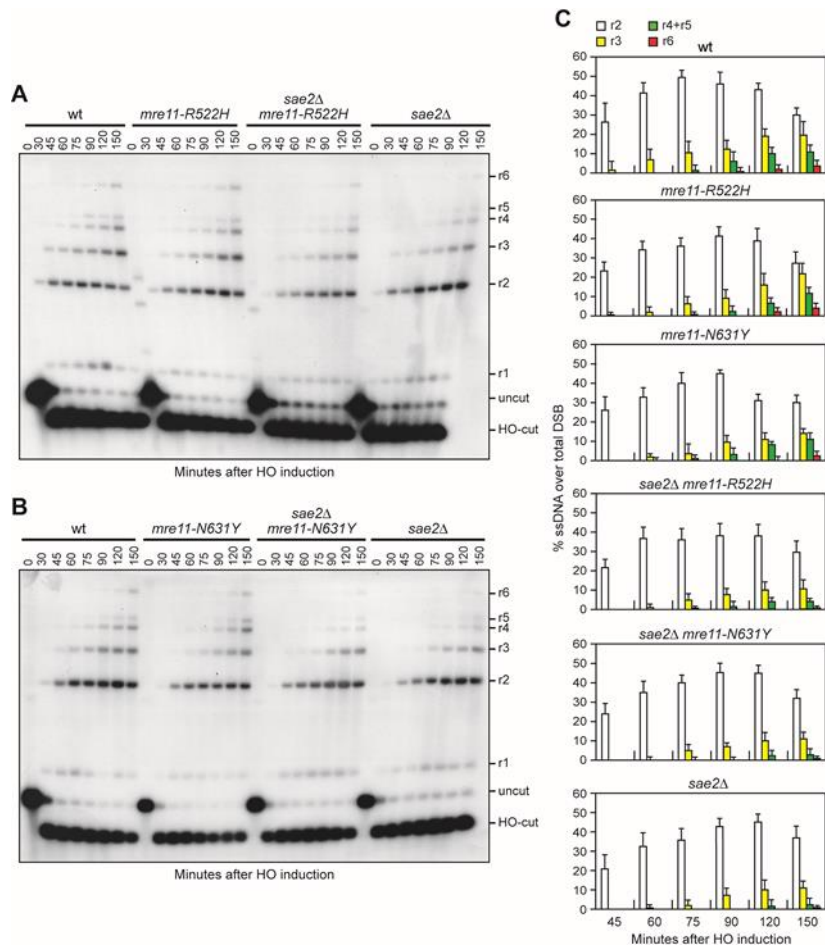 A
wt
mre11-R522H
sae2Δ
mre11-R522H
sae2Δ
0 30 45 60 75 90 120 150 0 30 45 60 75 90 120 150 0 30 45 60 75 90 120 150 0 30 45 60 75 90 120 150
r6
r5
r4
r3
r2
r1
uncut
HO-cut
Minutes after HO induction
B
wt
mre11-N631Y
sae2Δ
mre11-N631Y
sae2Δ
0 30 45 60 75 90 120 150 0 30 45 60 75 90 120 150 0 30 45 60 75 90 120 150 0 30 45 60 75 90 120 150
r6
r5
r4
r3
r2
r1
uncut
HO-cut
Minutes after HO induction
C
r2 r4+r5
r3 r6
% ssDNA over total DSB
wt
60
50
40
30
20
10
0
mre11-R522H
60
50
40
30
20
10
0
mre11-N631Y
60
50
40
30
20
10
0
sae2Δ mre11-R522H
60
50
40
30
20
10
0
sae2Δ mre11-N631Y
60
50
40
30
20
10
0
sae2Δ
60
50
40
30
20
10
0
45 60 75 90 120 150
Minutes after HO induction